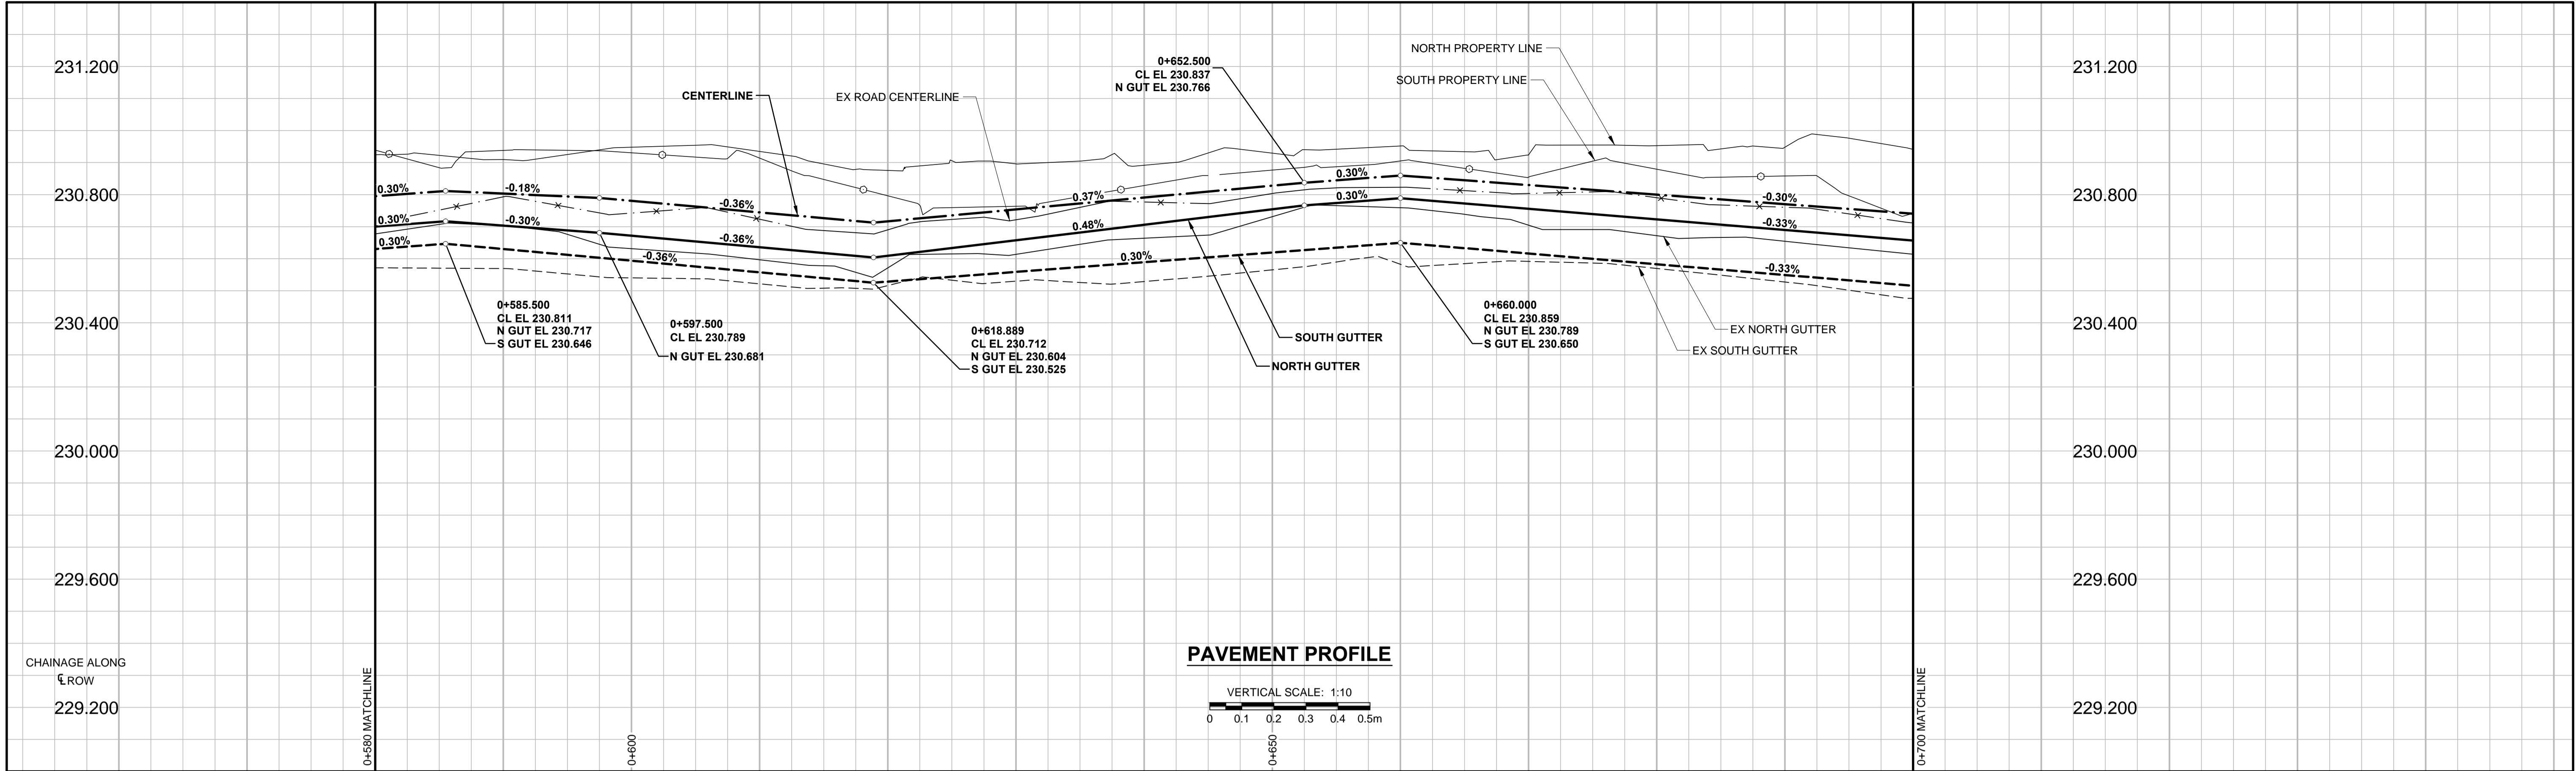 231.200
230.800
230.400
230.000
229.600
229.200
CHAINAGE ALONG
℄ ROW
0+580 MATCHLINE
0+600
0+650
0+700 MATCHLINE
CENTERLINE
EX ROAD CENTERLINE
0+652.500
CL EL 230.837
N GUT EL 230.766
NORTH PROPERTY LINE
SOUTH PROPERTY LINE
0.30%
-0.18%
-0.36%
0.37%
0.30%
-0.30%
0.30%
-0.30%
-0.36%
0.48%
0.30%
-0.33%
0.30%
-0.36%
0.30%
-0.33%
0+585.500
CL EL 230.811
N GUT EL 230.717
S GUT EL 230.646
0+597.500
CL EL 230.789
N GUT EL 230.681
0+618.889
CL EL 230.712
N GUT EL 230.604
S GUT EL 230.525
SOUTH GUTTER
NORTH GUTTER
0+660.000
CL EL 230.859
N GUT EL 230.789
S GUT EL 230.650
EX NORTH GUTTER
EX SOUTH GUTTER
PAVEMENT PROFILE
VERTICAL SCALE: 1:10
0 0.1 0.2 0.3 0.4 0.5m
231.200
230.800
230.400
230.000
229.600
229.200